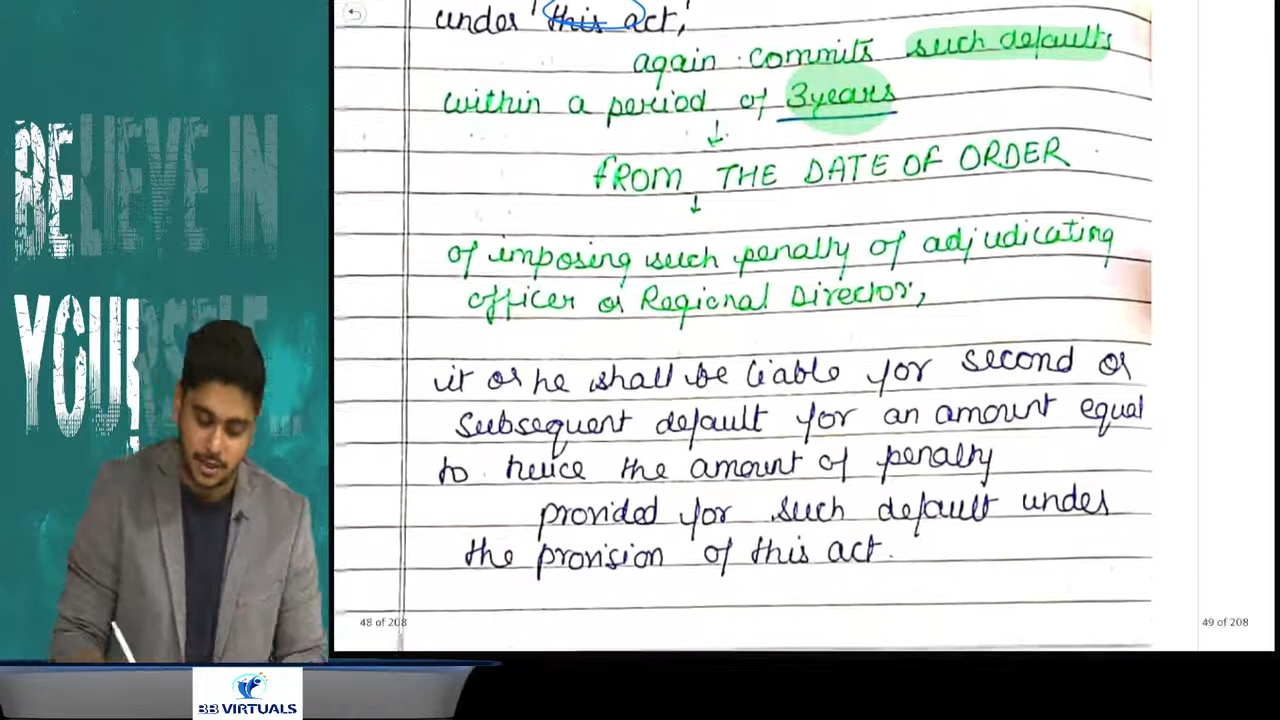 BELIEVE IN
YOURSELF...
under 'this act,'
again commits such defaults
within a period of 3years
↓
fROM THE DATE OF ORDER
↓
of imposing such penalty of adjudicating
officer or Regional Director,
it or he shall be liable for second or
Subsequent default for an amount equal
to twice the amount of penalty
provided for such default under
the provision of this act.
48 of 208
49 of 208
BB VIRTUALS